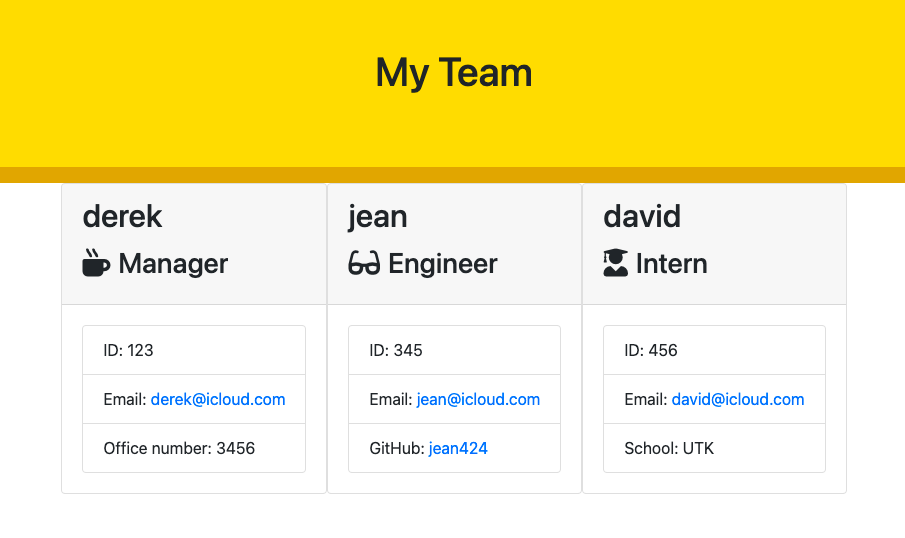 My Team
derek
Manager
ID: 123
Email: derek@icloud.com
Office number: 3456
jean
Engineer
ID: 345
Email: jean@icloud.com
GitHub: jean424
david
Intern
ID: 456
Email: david@icloud.com
School: UTK